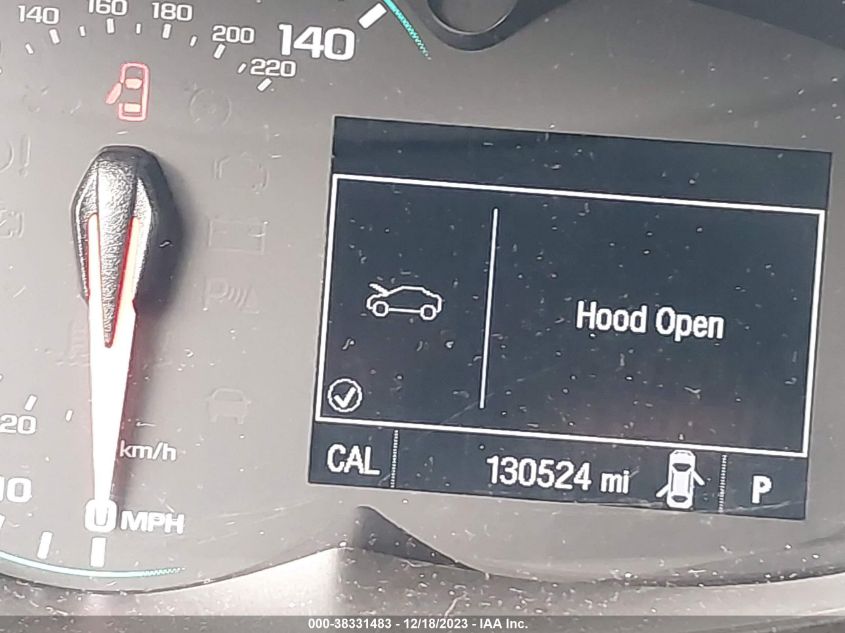 140 160 180 200 220
140
Hood Open
20
km/h
CAL 130524 mi P
0 MPH
000-38331483 - 12/18/2023 - IAA Inc.